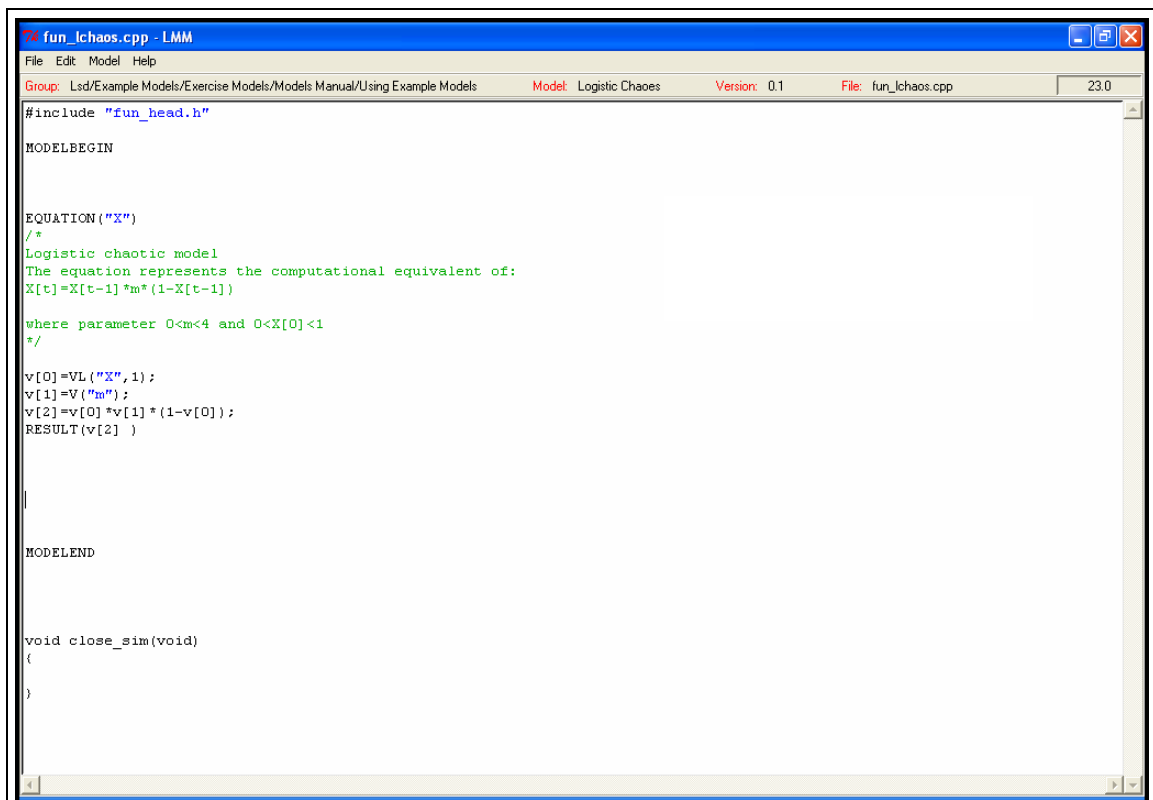 fun_lchaos.cpp - LMM
File Edit Model Help
Group: Lsd/Example Models/Exercise Models/Models Manual/Using Example Models Model: Logistic Chaoes Version: 0.1 File: fun_lchaos.cpp 23.0
#include "fun_head.h"
MODELBEGIN
EQUATION("X")
/*
Logistic chaotic model
The equation represents the computational equivalent of:
X[t]=X[t-1]*m*(1-X[t-1])
where parameter 0<m<4 and 0<X[0]<1
*/
v[0]=VL("X",1);
v[1]=V("m");
v[2]=v[0]*v[1]*(1-v[0]);
RESULT(v[2] )
MODELEND
void close_sim(void)
{
}